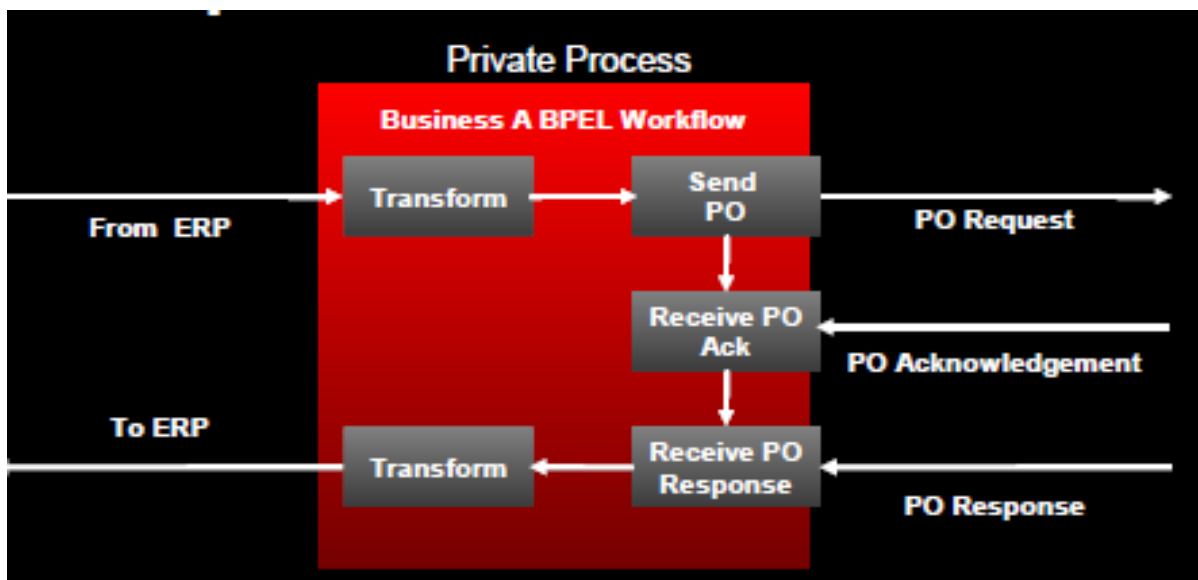 Private Process
Business A BPEL Workflow
Transform
Send
PO
From ERP
PO Request
Receive PO
Ack
PO Acknowledgement
To ERP
Transform
Receive PO
Response
PO Response